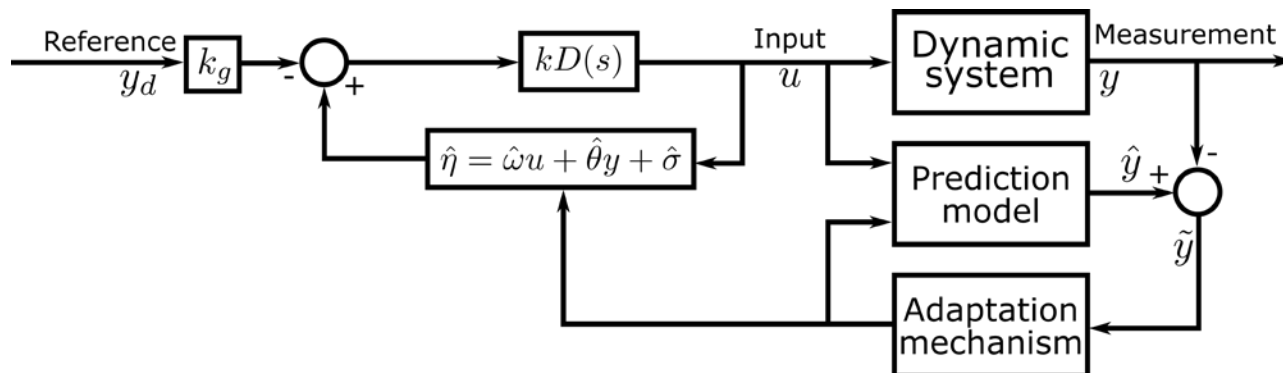 Reference
y_d
k_g
-
+
kD(s)
Input
u
Dynamic
system
Measurement
y
η̂ = ω̂u + θ̂y + σ̂
Prediction
model
ŷ
+
-
ỹ
Adaptation
mechanism